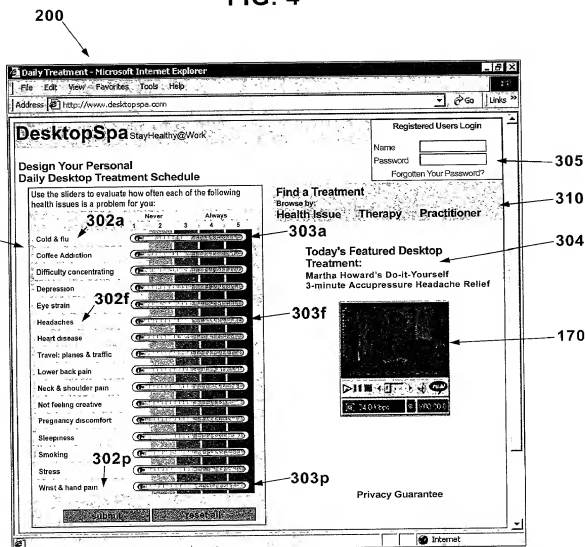 FIG. 4
200
Daily Treatment - Microsoft Internet Explorer
File Edit View Favorites Tools Help
Address http://www.desktopspa.com Go Links »
DesktopSpa StayHealthy@Work
Registered Users Login
Name
Password
Forgotten Your Password?
305
Design Your Personal
Daily Desktop Treatment Schedule
Use the sliders to evaluate how often each of the following
health issues is a problem for you:
Never Always
1 2 3 4 5
302a
303a
Cold & flu
Coffee Addiction
Difficulty concentrating
Depression
Eye strain
302f
Headaches
303f
Heart disease
Travel: planes & traffic
Lower back pain
Neck & shoulder pain
Not feeling creative
Pregnancy discomfort
Sleepiness
Smoking
Stress
302p
Wrist & hand pain
303p
submit reset all
Find a Treatment
Browse by:
Health Issue Therapy Practitioner
310
Today's Featured Desktop
Treatment:
304
Martha Howard's Do-it-Yourself
3-minute Accupressure Headache Relief
170
Privacy Guarantee
Internet